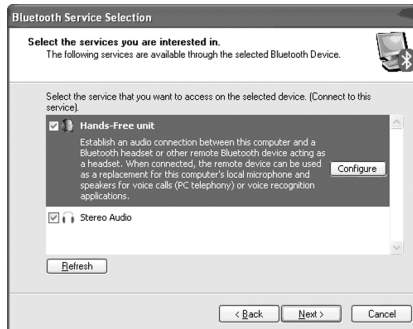 Bluetooth Service Selection
Select the services you are interested in.
The following services are available through the selected Bluetooth Device.
Select the service that you want to access on the selected device. (Connect to this
service).
Hands-Free unit
Establish an audio connection between this computer and a
Bluetooth headset or other remote Bluetooth device acting as
a headset. When connected, the remote device can be used
as a replacement for this computer's local microphone and
speakers for voice calls (PC telephony) or voice recognition
applications.
Configure
Stereo Audio
Refresh
< Back
Next >
Cancel